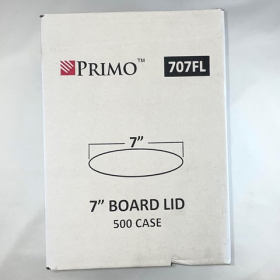 PRIMO™ 707FL
7”
7” BOARD LID
500 CASE